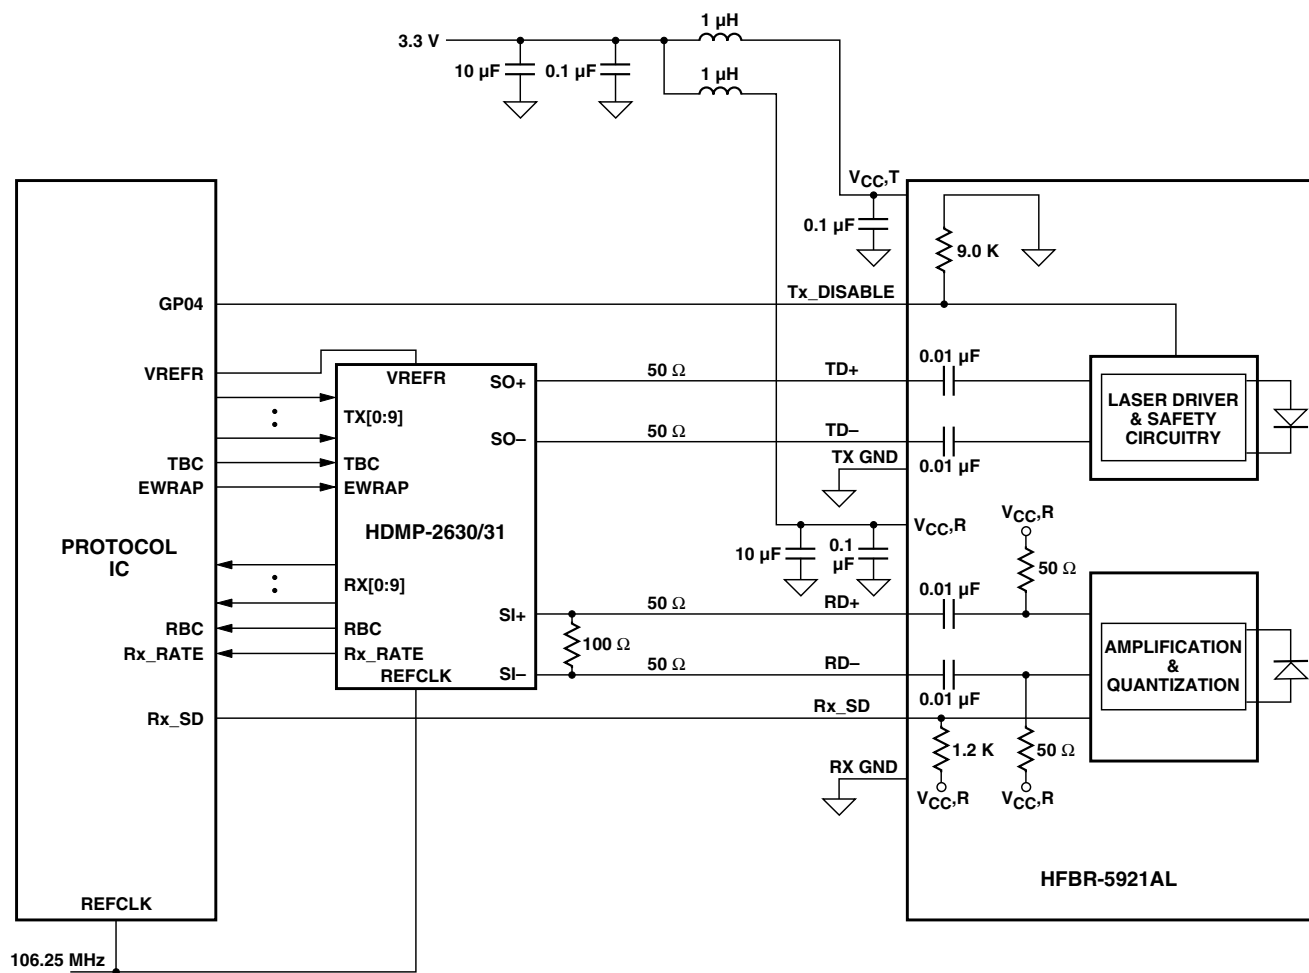 1 µH
3.3 V
10 µF
0.1 µF
1 µH
VCC,T
0.1 µF
9.0 K
GP04
Tx_DISABLE
VREFR
VREFR
SO+
50 Ω
TD+
0.01 µF
TX[0:9]
:
LASER DRIVER
& SAFETY
CIRCUITRY
SO–
50 Ω
TD–
0.01 µF
TX GND
TBC
TBC
EWRAP
EWRAP
HDMP-2630/31
VCC,R
VCC,R
PROTOCOL
IC
10 µF
0.1
µF
50 Ω
:
RX[0:9]
SI+
50 Ω
RD+
0.01 µF
RBC
RBC
100 Ω
Rx_RATE
Rx_RATE
AMPLIFICATION
&
QUANTIZATION
REFCLK
SI–
50 Ω
RD–
0.01 µF
Rx_SD
Rx_SD
1.2 K
50 Ω
RX GND
VCC,R
VCC,R
HFBR-5921AL
REFCLK
106.25 MHz